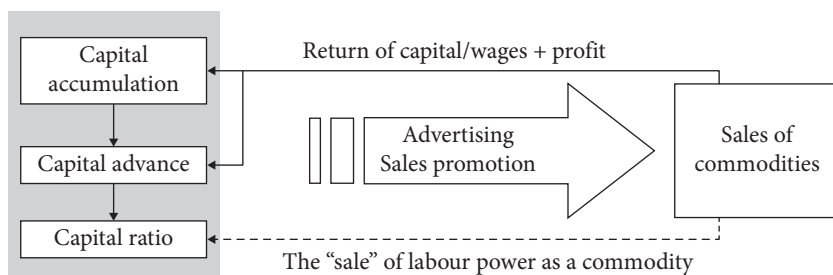 Capital
accumulation
Return of capital/wages + profit
Advertising
Sales promotion
Sales of
commodities
Capital advance
Capital ratio
The “sale” of labour power as a commodity